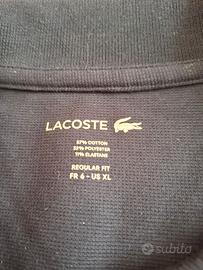 LACOSTE
57% COTTON
32% POLYESTER
11% ELASTANE
REGULAR FIT
FR 6 - US XL
subito